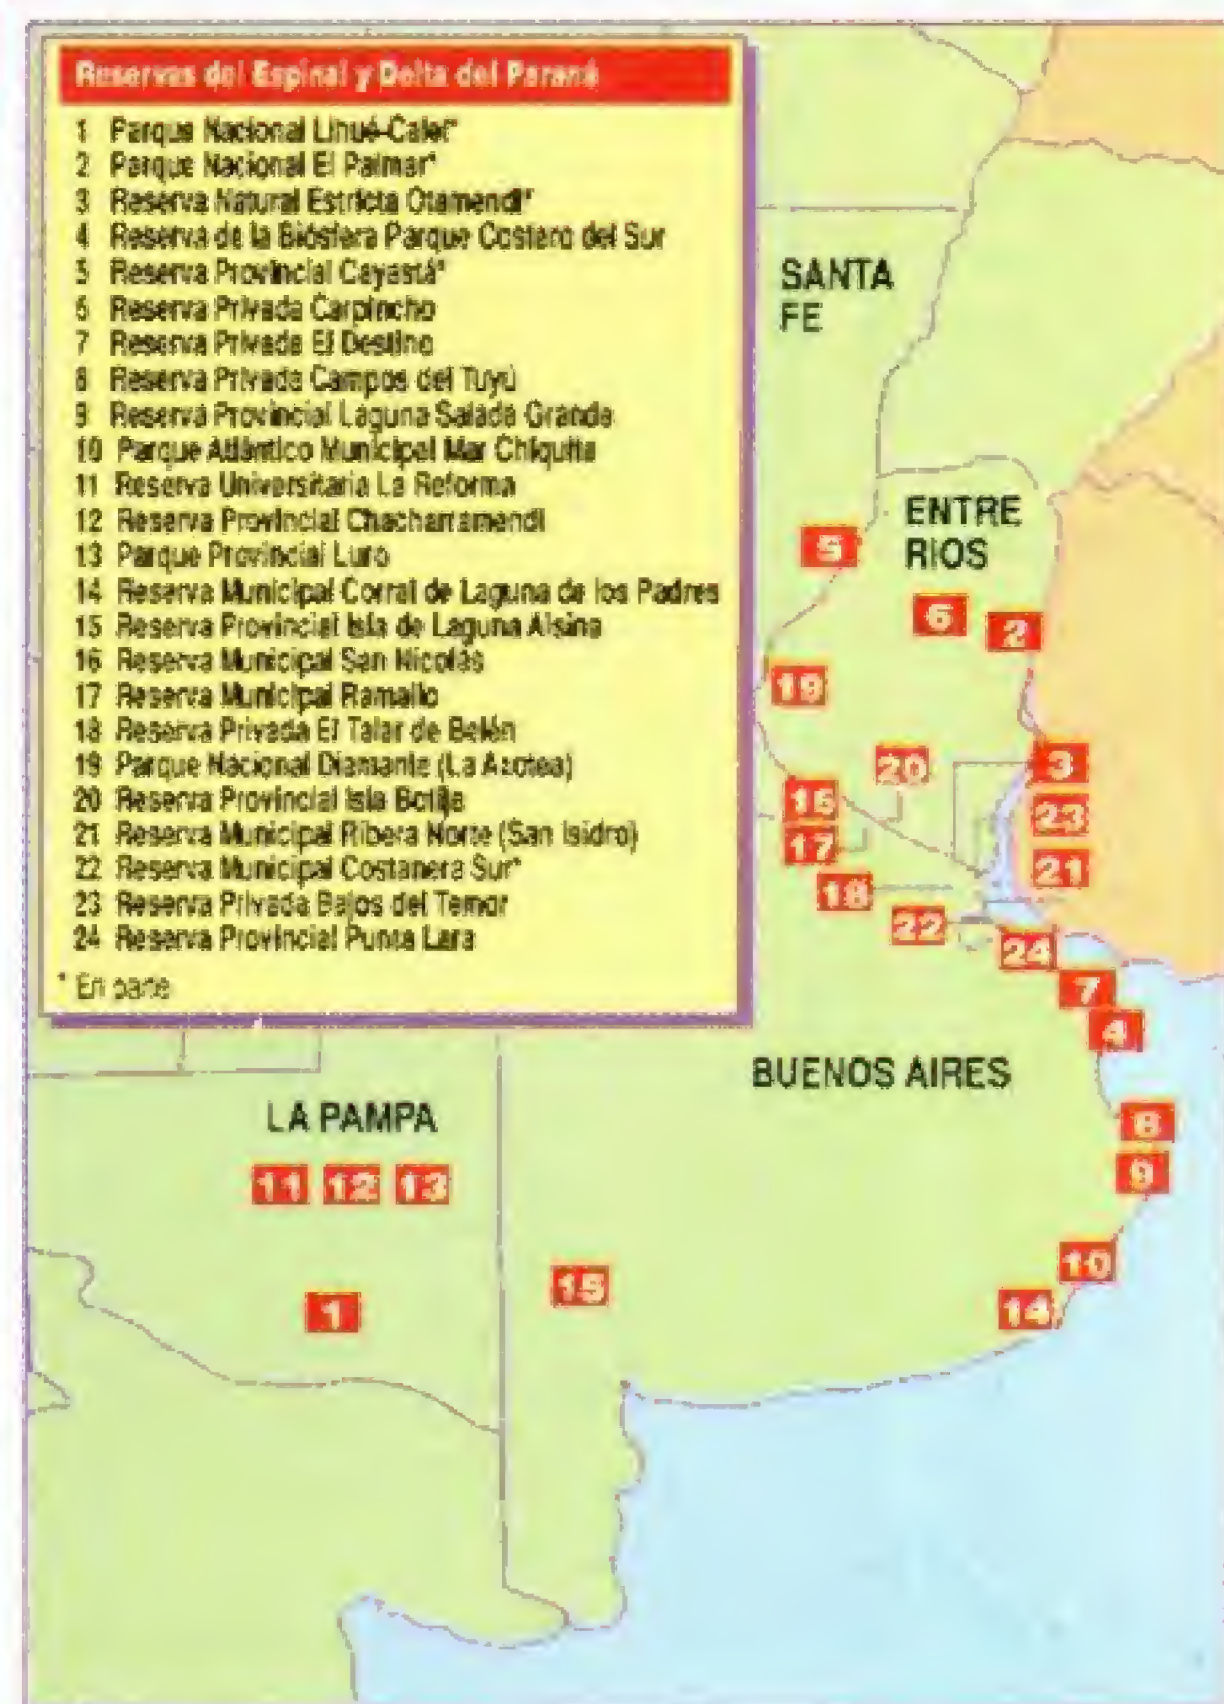 Reservas del Espinal y Delta del Paraná
1 Parque Nacional Lihué-Calel*
2 Parque Nacional El Palmar*
3 Reserva Natural Estricta Otamendi*
4 Reserva de la Biósfera Parque Costero del Sur
5 Reserva Provincial Cayastá*
6 Reserva Privada Carpincho
7 Reserva Privada El Destino
8 Reserva Privada Campos del Tuyú
9 Reserva Provincial Laguna Salada Grande
10 Parque Atlántico Municipal Mar Chiquita
11 Reserva Universitaria La Reforma
12 Reserva Provincial Chacharramendi
13 Parque Provincial Luro
14 Reserva Municipal Corral de Laguna de los Padres
15 Reserva Provincial Isla de Laguna Alsina
16 Reserva Municipal San Nicolás
17 Reserva Municipal Ramallo
18 Reserva Privada El Talar de Belén
19 Parque Nacional Diamante (La Azotea)
20 Reserva Provincial Isla Botija
21 Reserva Municipal Ribera Norte (San Isidro)
22 Reserva Municipal Costanera Sur*
23 Reserva Privada Bajos del Temor
24 Reserva Provincial Punta Lara
* En parte
SANTA
FE
ENTRE
RIOS
5
6
2
19
20
3
16
23
17
21
18
22
24
7
4
BUENOS AIRES
LA PAMPA
8
11 12 13
9
10
15
14
1